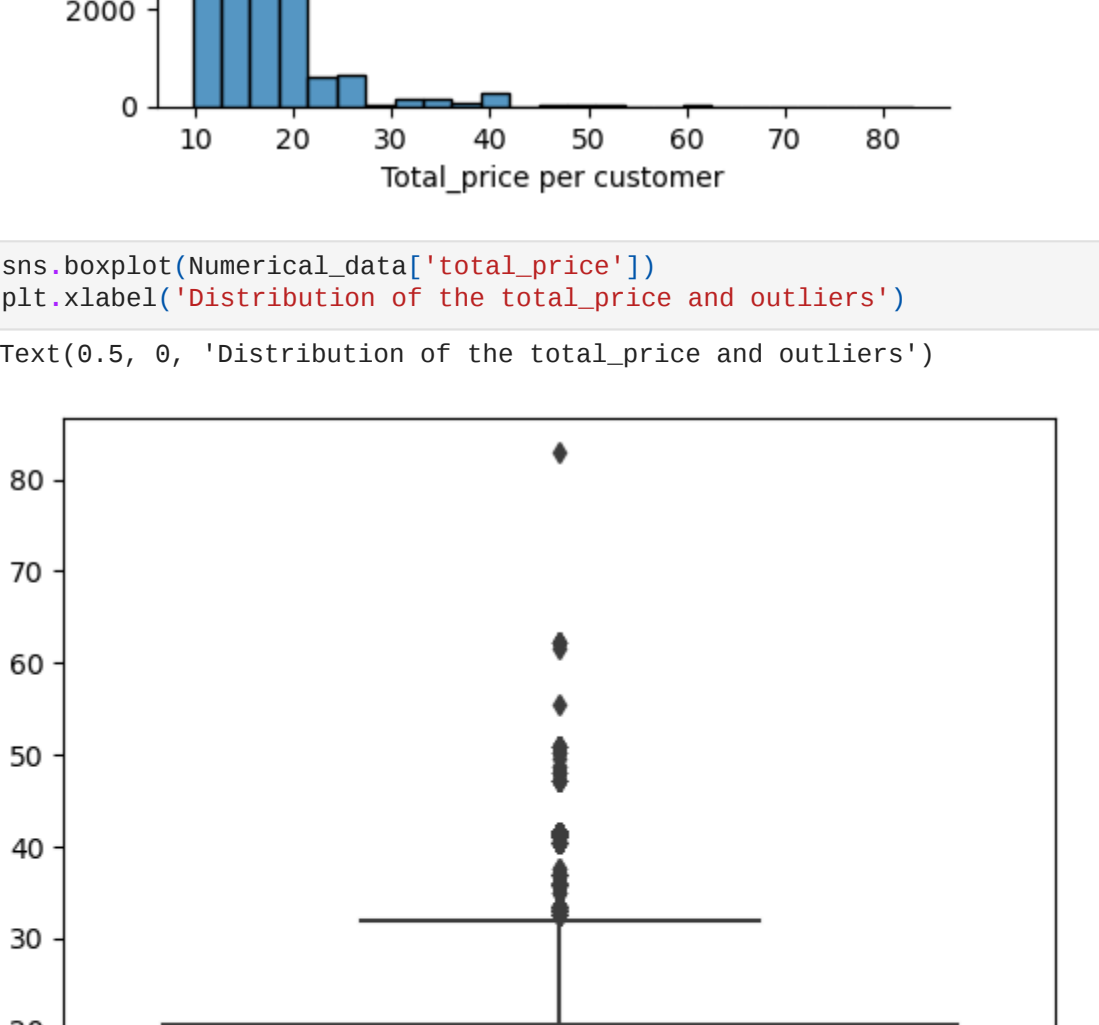 2000
0
10 20 30 40 50 60 70 80
Total_price per customer
sns.boxplot(Numerical_data['total_price'])
plt.xlabel('Distribution of the total_price and outliers')
Text(0.5, 0, 'Distribution of the total_price and outliers')
80
70
60
50
40
30